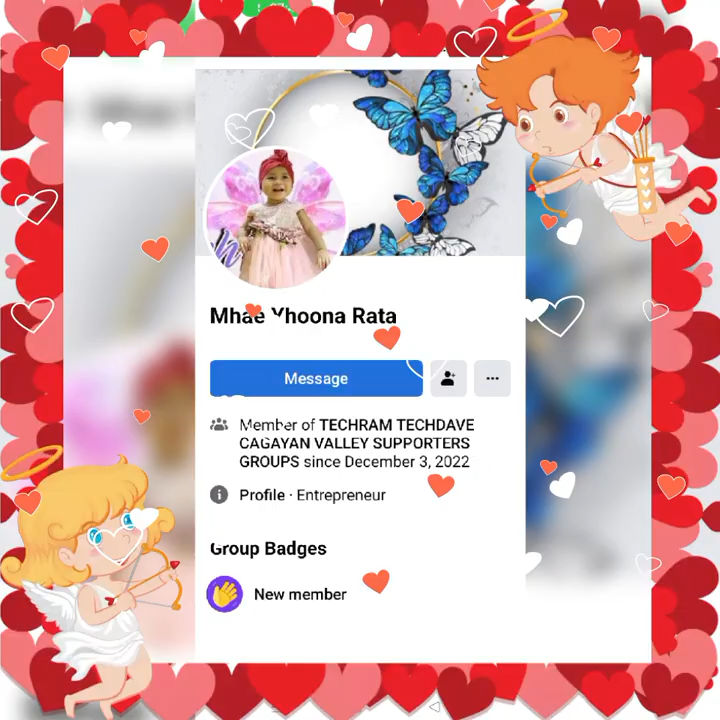 Mhae Yhoona Rata
Message
Member of TECHRAM TECHDAVE
CAGAYAN VALLEY SUPPORTERS
GROUPS since December 3, 2022
Profile · Entrepreneur
Group Badges
New member